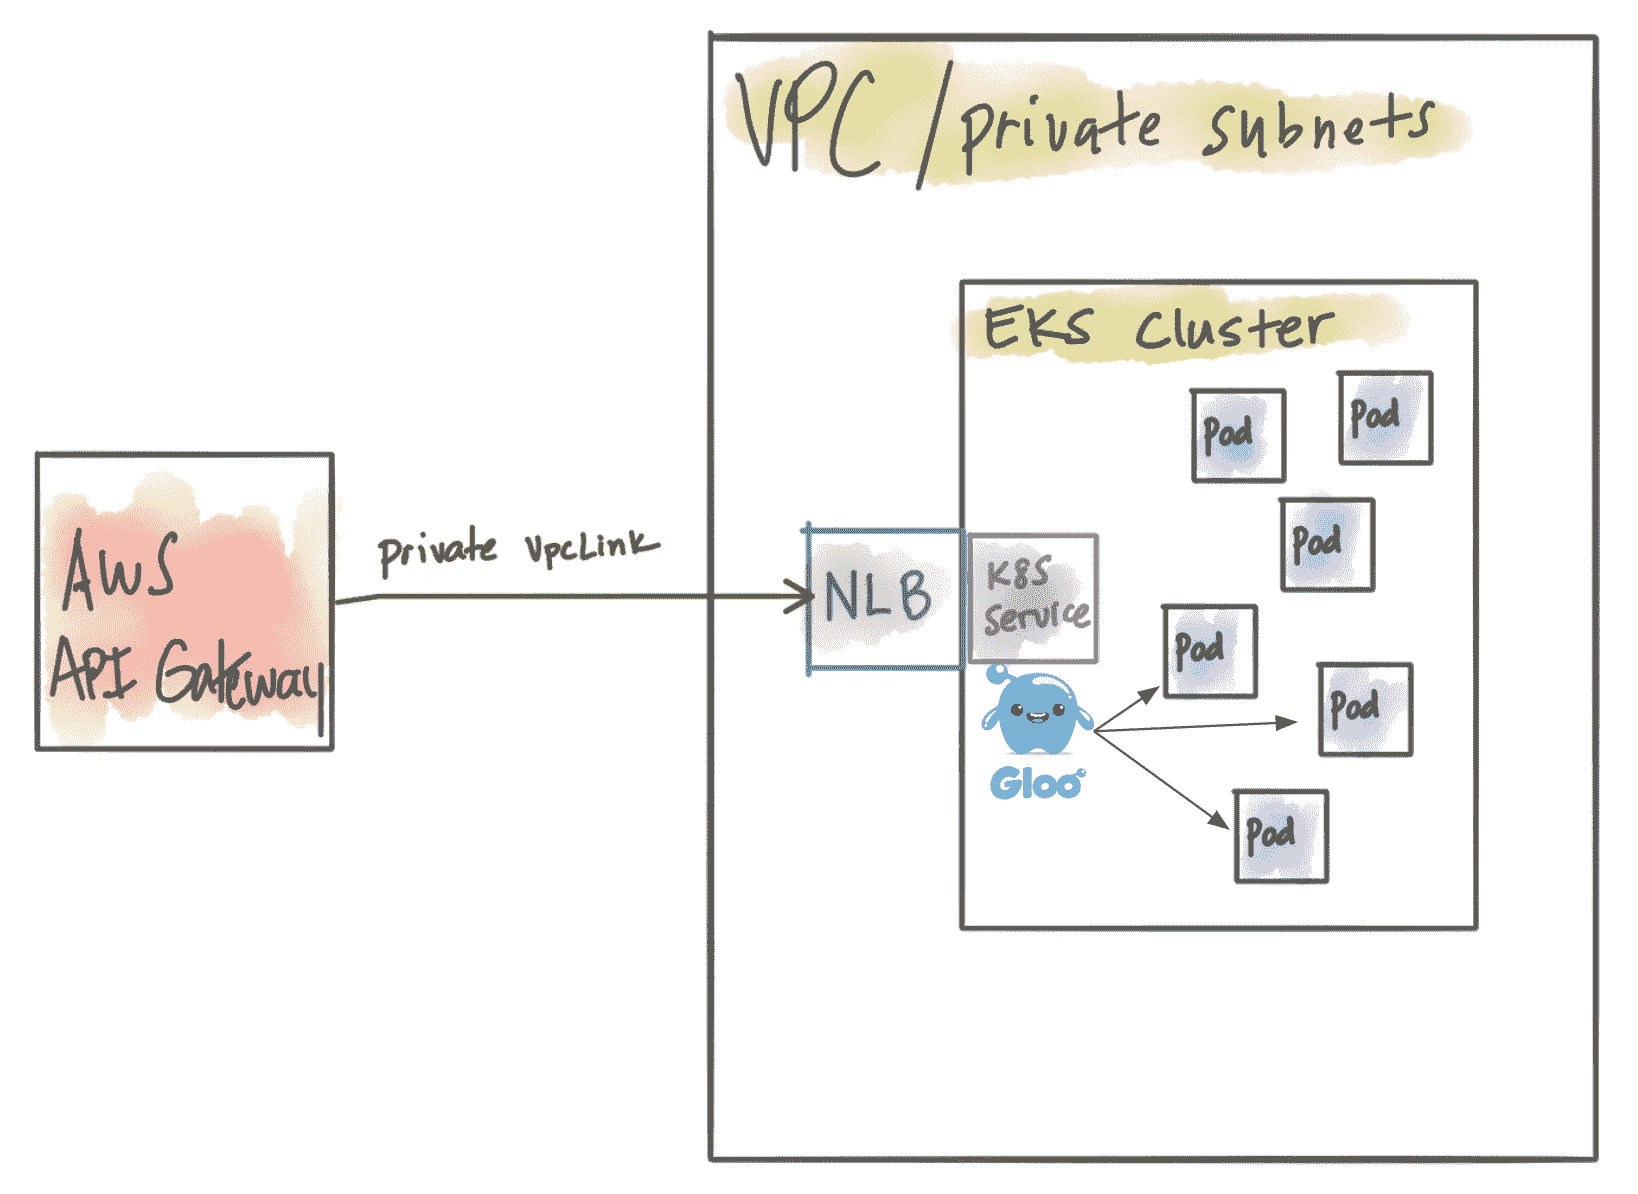 VPC/private subnets
EKS Cluster
Pod
Pod
Pod
AWS
API Gateway
private VpcLink
NLB
K8S
Service
Pod
Pod
Gloo
Pod